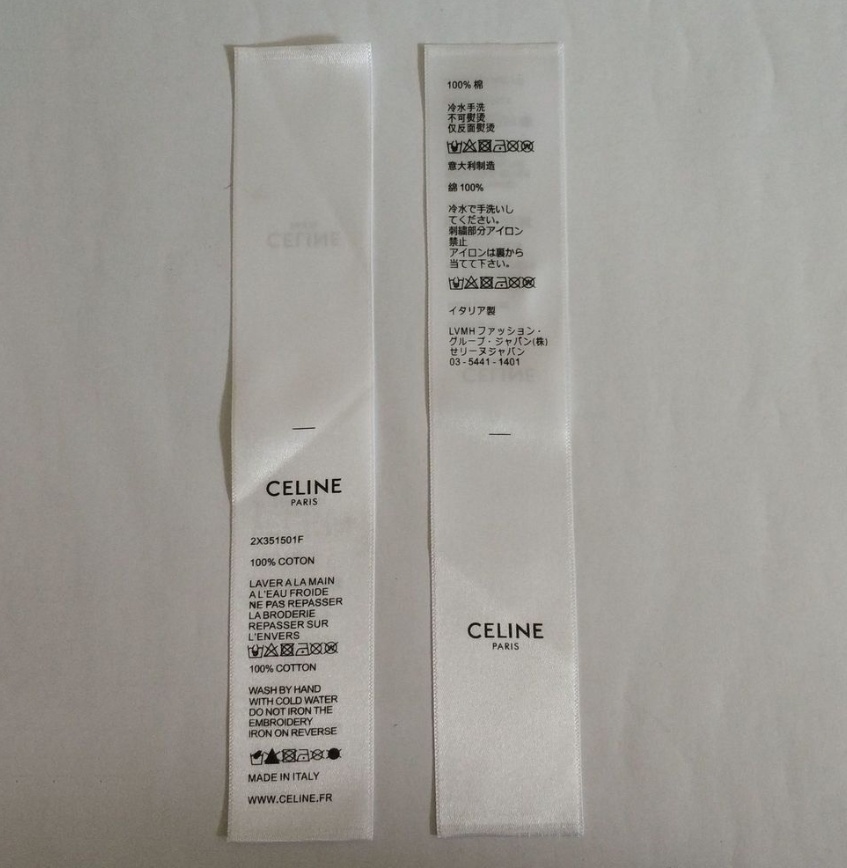 CELINE
PARIS
2X351501F
100% COTON
LAVER A LA MAIN
A L'EAU FROIDE
NE PAS REPASSER
LA BRODERIE
REPASSER SUR
L'ENVERS
100% COTTON
WASH BY HAND
WITH COLD WATER
DO NOT IRON THE
EMBROIDERY
IRON ON REVERSE
MADE IN ITALY
WWW.CELINE.FR
100% 棉
冷水手洗
不可熨烫
仅反面熨烫
意大利制造
綿 100%
冷水で手洗いし
てください。
刺繍部分アイロン
禁止
アイロンは裏から
当てて下さい。
イタリア製
LVMHファッション・
グループ・ジャパン(株)
セリーヌジャパン
03 - 5441 - 1401
CELINE
PARIS